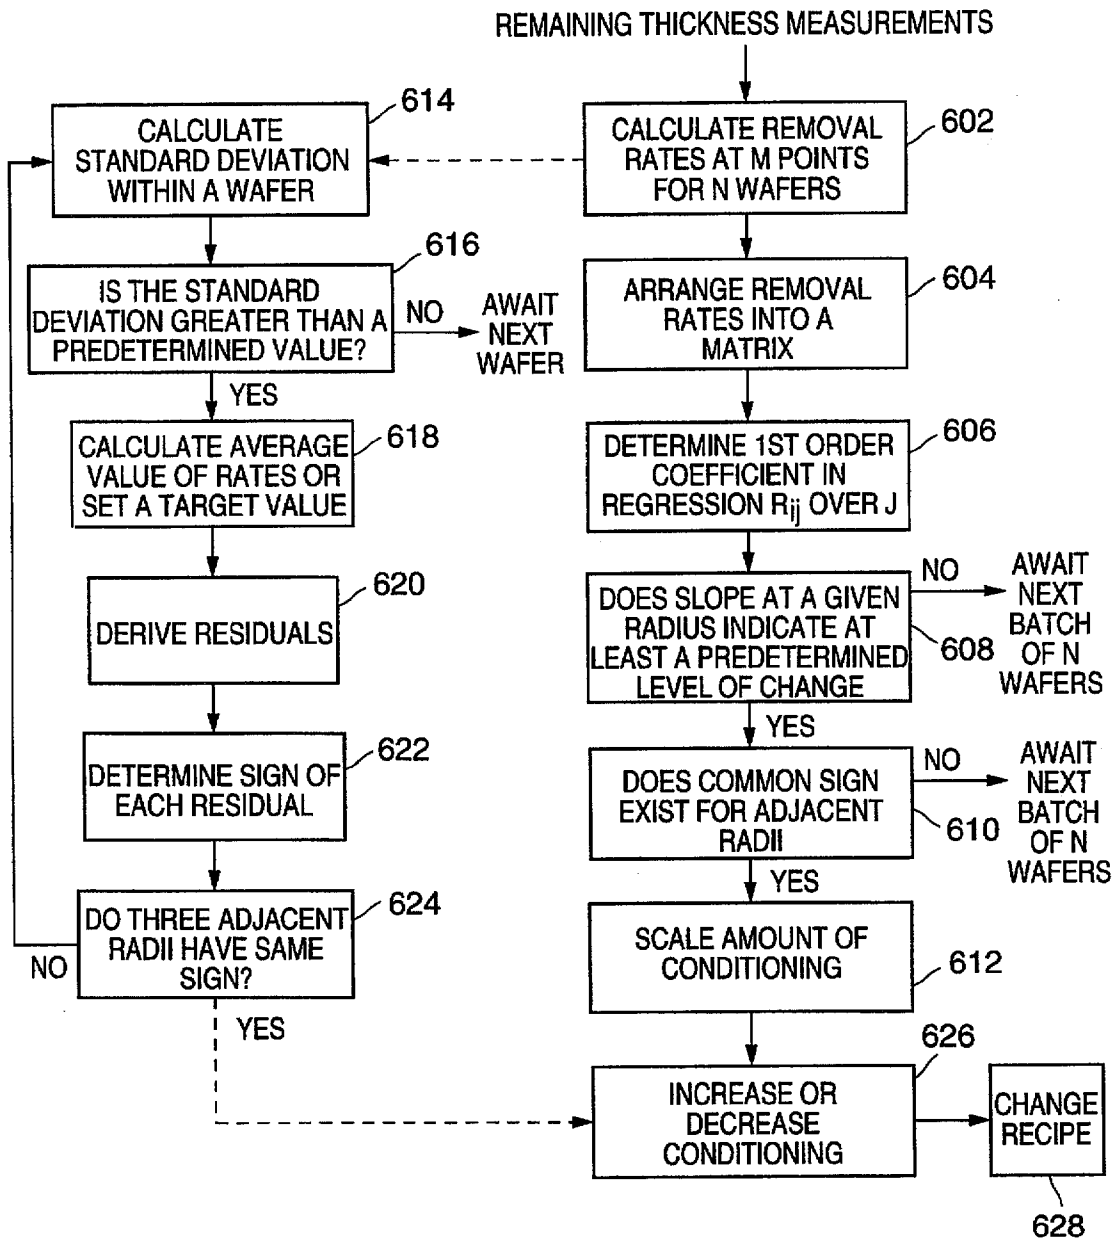 REMAINING THICKNESS MEASUREMENTS
614
CALCULATE
STANDARD DEVIATION
WITHIN A WAFER
602
CALCULATE REMOVAL
RATES AT M POINTS
FOR N WAFERS
616
IS THE STANDARD
DEVIATION GREATER THAN A
PREDETERMINED VALUE?
NO
AWAIT
NEXT
WAFER
YES
604
ARRANGE REMOVAL
RATES INTO A
MATRIX
618
CALCULATE AVERAGE
VALUE OF RATES OR
SET A TARGET VALUE
606
DETERMINE 1ST ORDER
COEFFICIENT IN
REGRESSION Rij OVER J
620
DERIVE RESIDUALS
DOES SLOPE AT A GIVEN
RADIUS INDICATE AT
LEAST A PREDETERMINED
LEVEL OF CHANGE
608
NO
AWAIT
NEXT
BATCH
OF N
WAFERS
YES
622
DETERMINE SIGN OF
EACH RESIDUAL
DOES COMMON SIGN
EXIST FOR ADJACENT
RADII
610
NO
AWAIT
NEXT
BATCH
OF N
WAFERS
YES
624
DO THREE ADJACENT
RADII HAVE SAME
SIGN?
NO
YES
SCALE AMOUNT OF
CONDITIONING
612
626
INCREASE OR
DECREASE
CONDITIONING
CHANGE
RECIPE
628